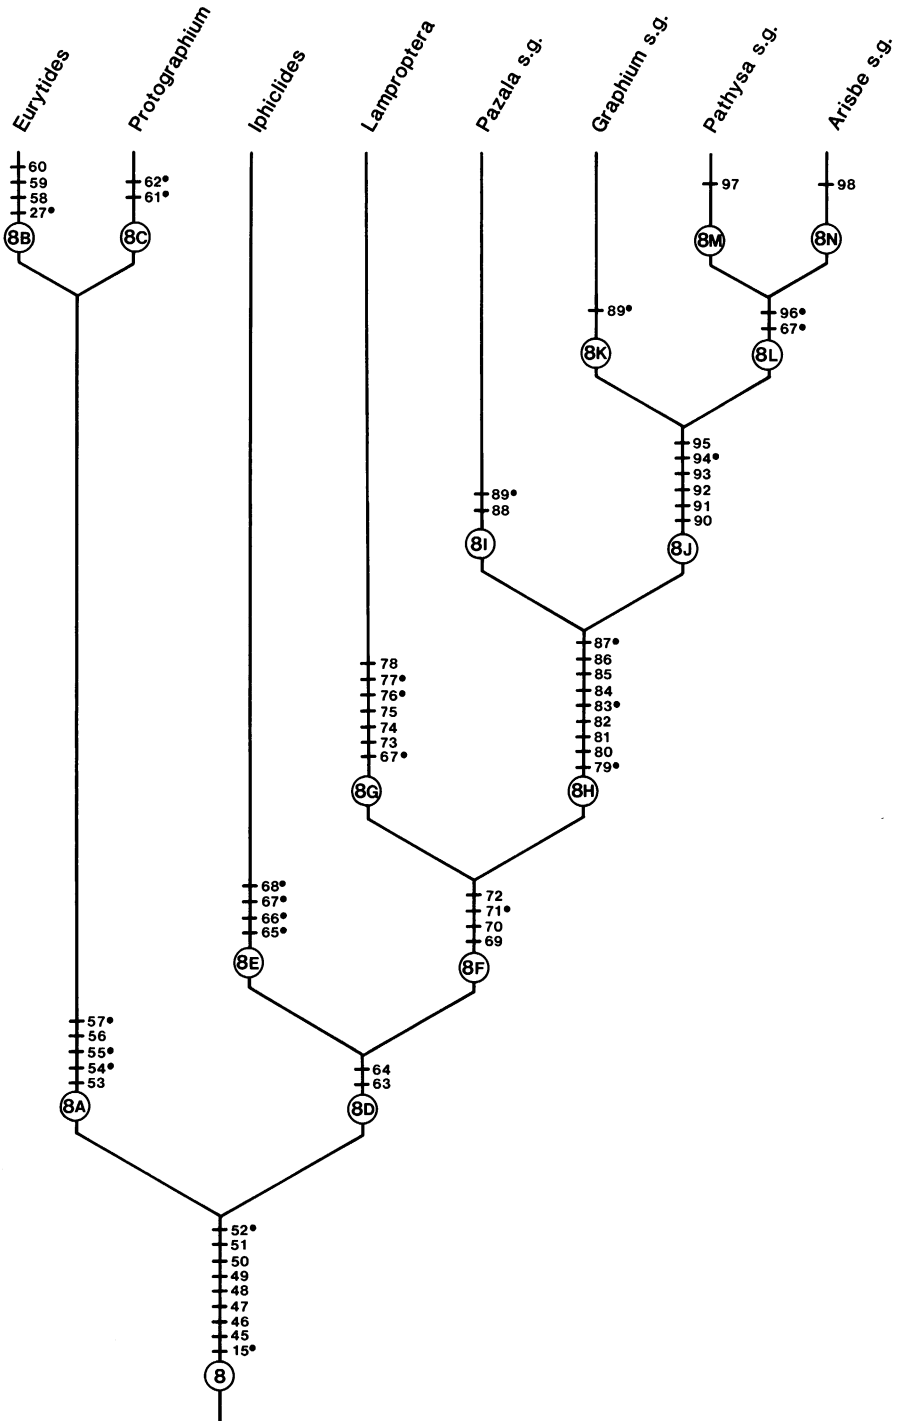 Eurytides
Protographium
Iphiclides
Lamproptera
Pazala s.g.
Graphium s.g.
Pathysa s.g.
Arisbe s.g.
60
59
58
27•
8B
62•
61•
8C
97
8M
98
8N
96•
67•
8L
89•
8K
95
94•
93
92
91
90
8J
89•
88
8I
87•
86
85
84
83•
82
81
80
79•
8H
78
77•
76•
75
74
73
67•
8G
72
71•
70
69
8F
68•
67•
66•
65•
8E
64
63
8D
57•
56
55•
54•
53
8A
52•
51
50
49
48
47
46
45
15•
8